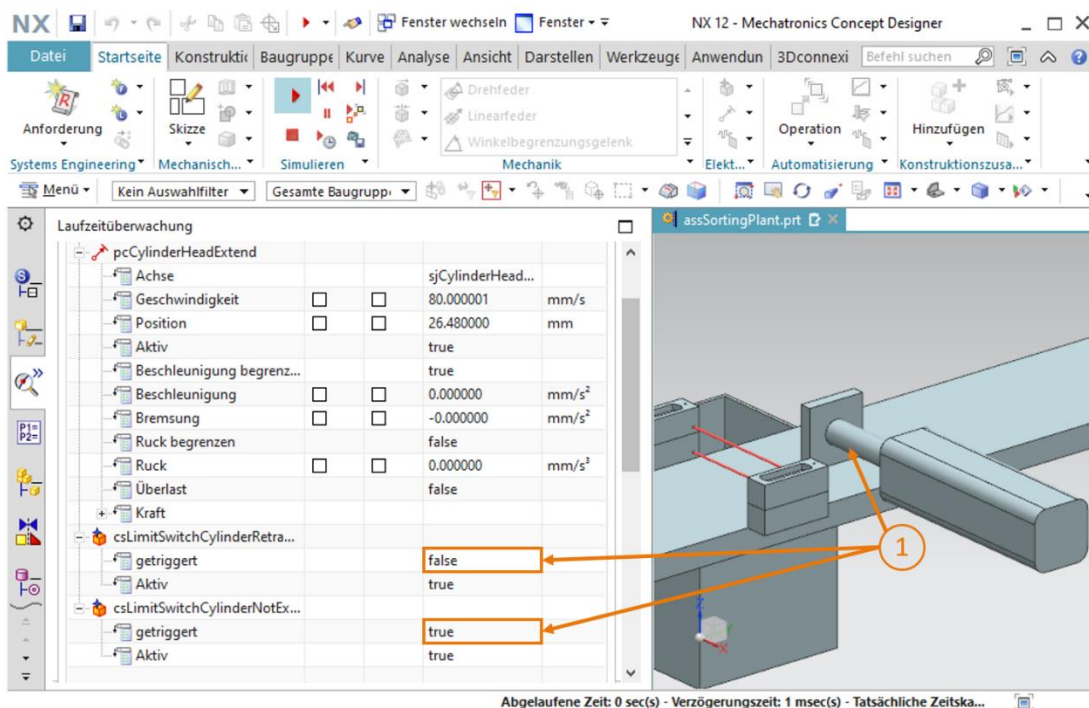 NX
Fenster wechseln Fenster
NX 12 - Mechatronics Concept Designer
Datei Startseite Konstruktic Baugruppe Kurve Analyse Ansicht Darstellen Werkzeuge Anwendun 3Dconnexi Befehl suchen
Drehfeder
Linearfeder
Winkelbegrenzungsgelenk
Anforderung Skizze Operation Hinzufügen
Systems Engineering Mechanisch... Simulieren Mechanik Elekt... Automatisierung Konstruktionszusa...
Menü Kein Auswahlfilter Gesamte Baugrupp
Laufzeitüberwachung
assSortingPlant.prt
pcCylinderHeadExtend
Achse sjCylinderHead...
Geschwindigkeit 80.000001 mm/s
Position 26.480000 mm
Aktiv true
Beschleunigung begrenz... true
Beschleunigung 0.000000 mm/s²
Bremsung -0.000000 mm/s²
Ruck begrenzen false
Ruck 0.000000 mm/s³
Überlast false
Kraft
csLimitSwitchCylinderRetra...
getriggert false
Aktiv true
csLimitSwitchCylinderNotEx...
getriggert true
Aktiv true
1
Z
Y
X
P1=
P2=
Abgelaufene Zeit: 0 sec(s) - Verzögerungszeit: 1 msec(s) - Tatsächliche Zeitska...